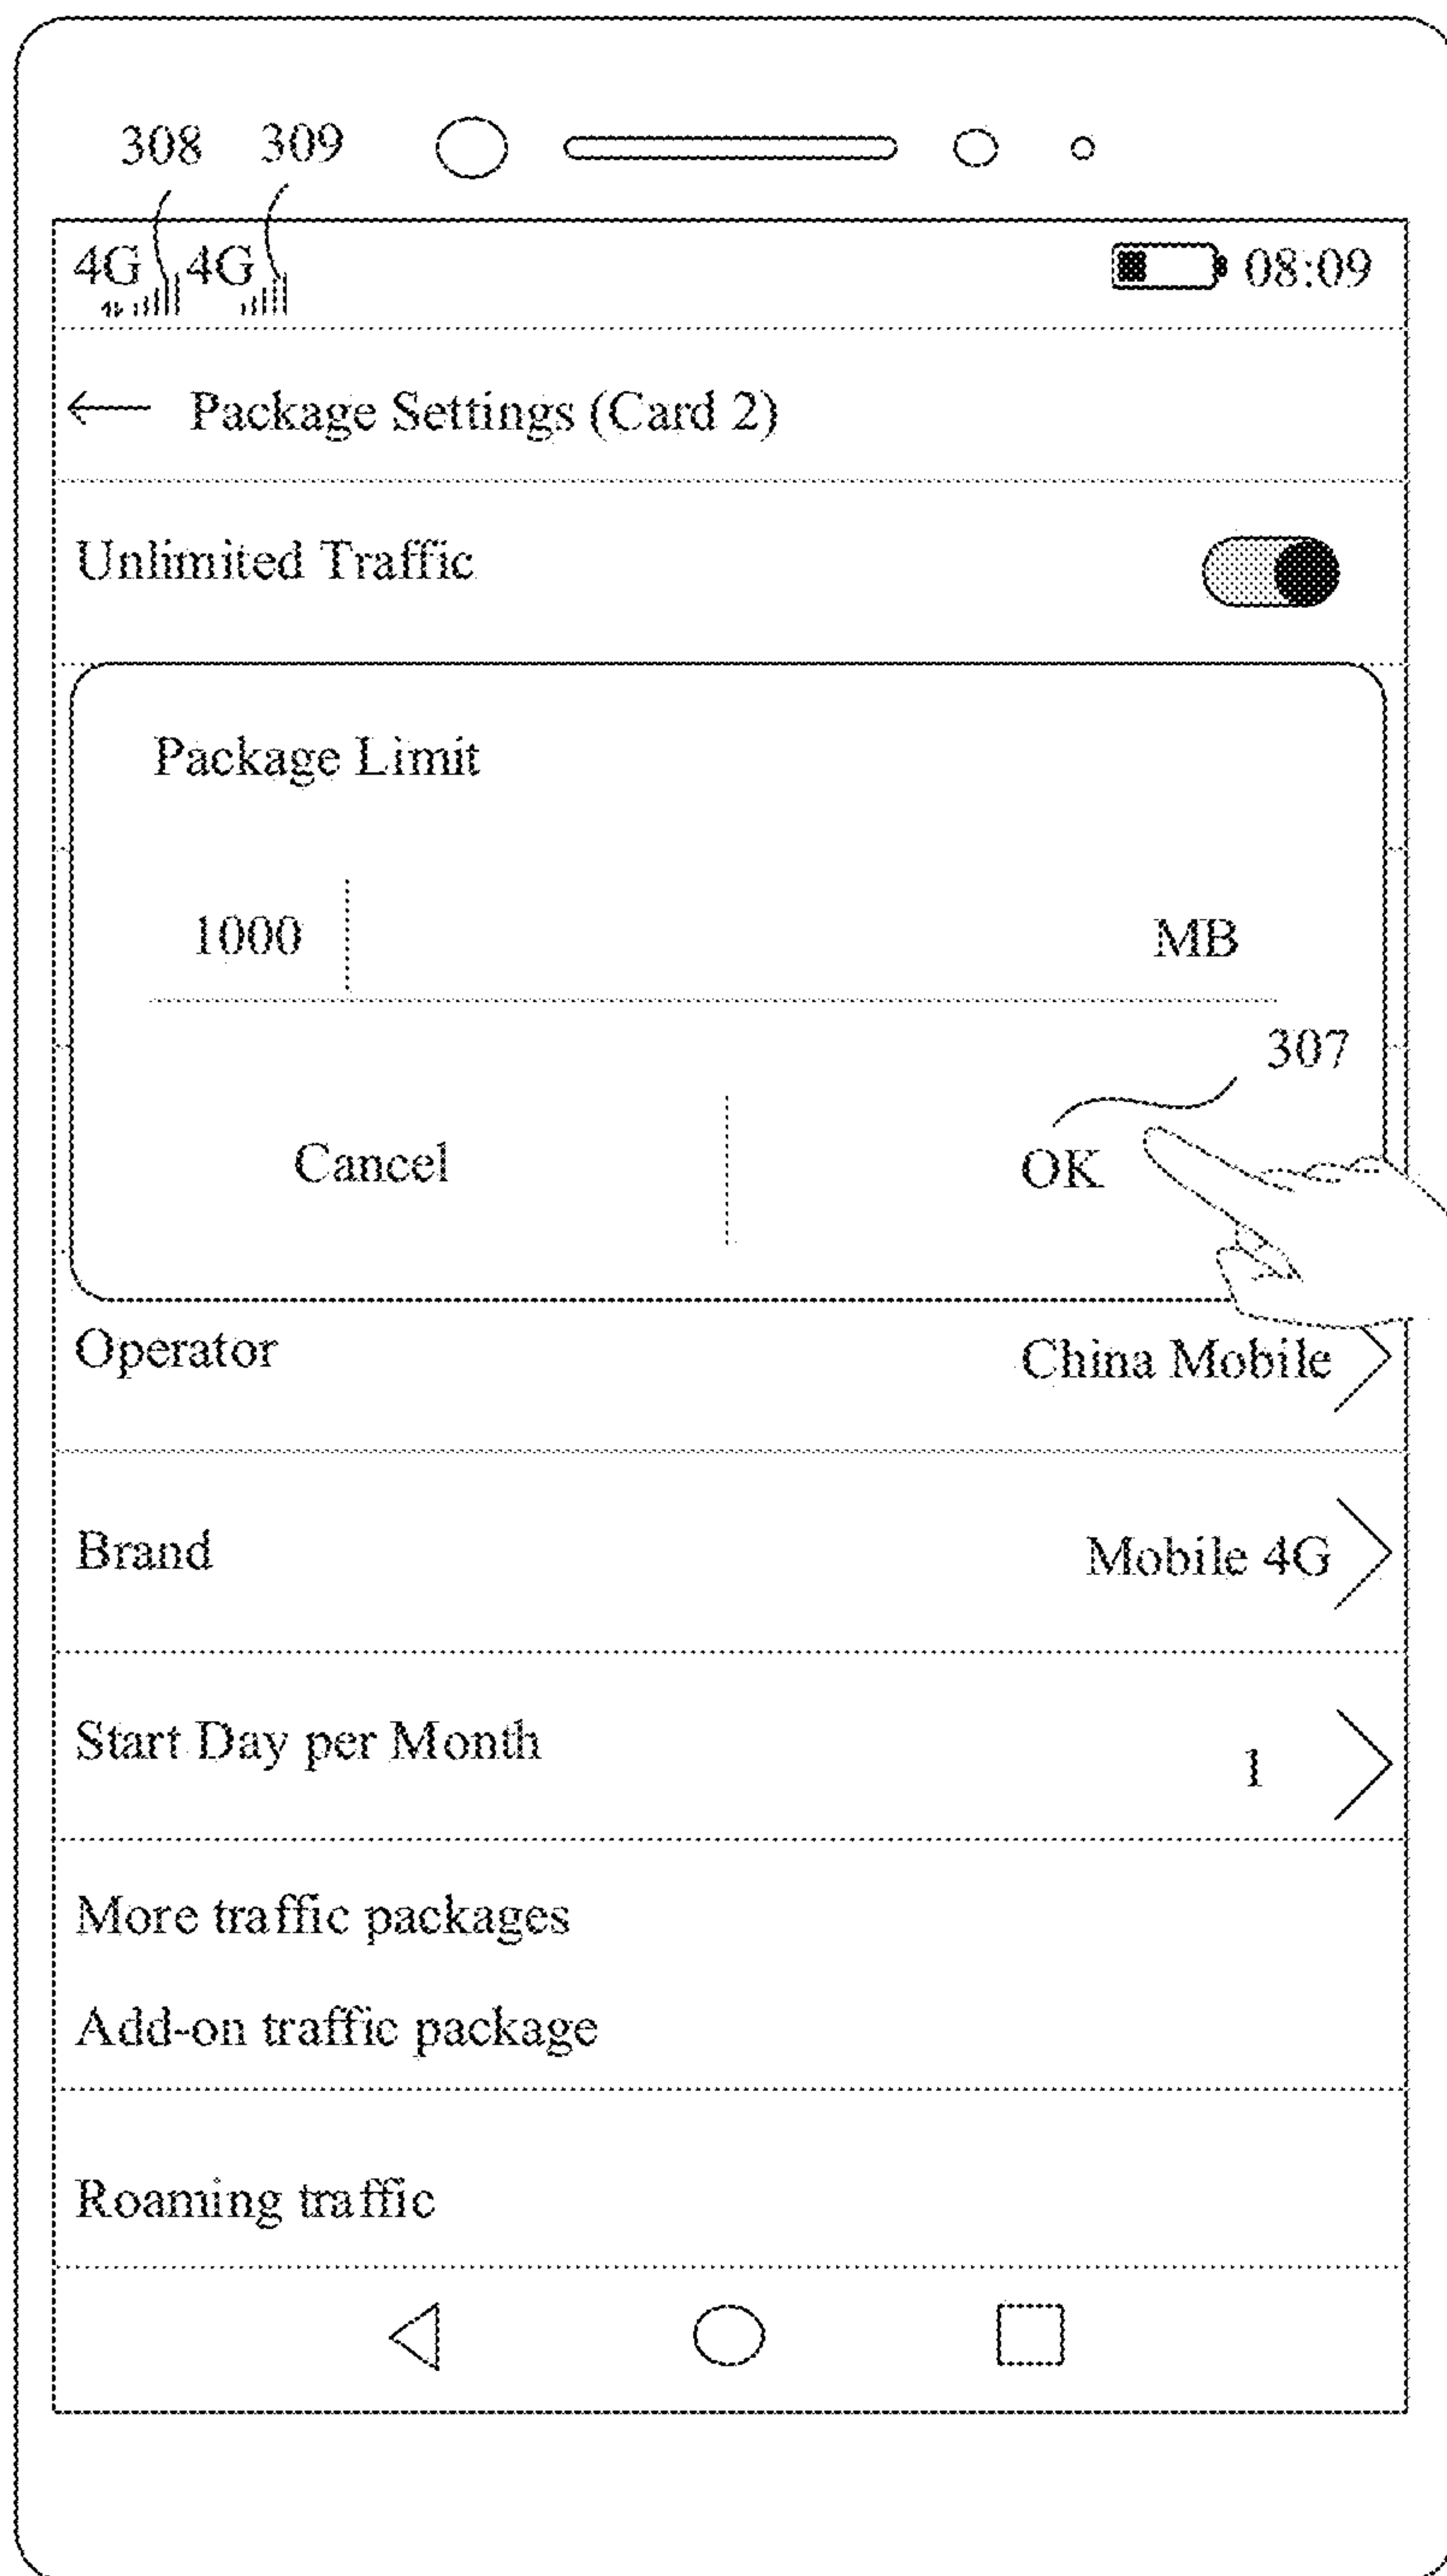 308 309
4G 4G 08:09
Package Settings (Card 2)
Unlimited Traffic
Package Limit
1000 MB
307
Cancel OK
Operator China Mobile
Brand Mobile 4G
Start Day per Month 1
More traffic packages
Add-on traffic package
Roaming traffic